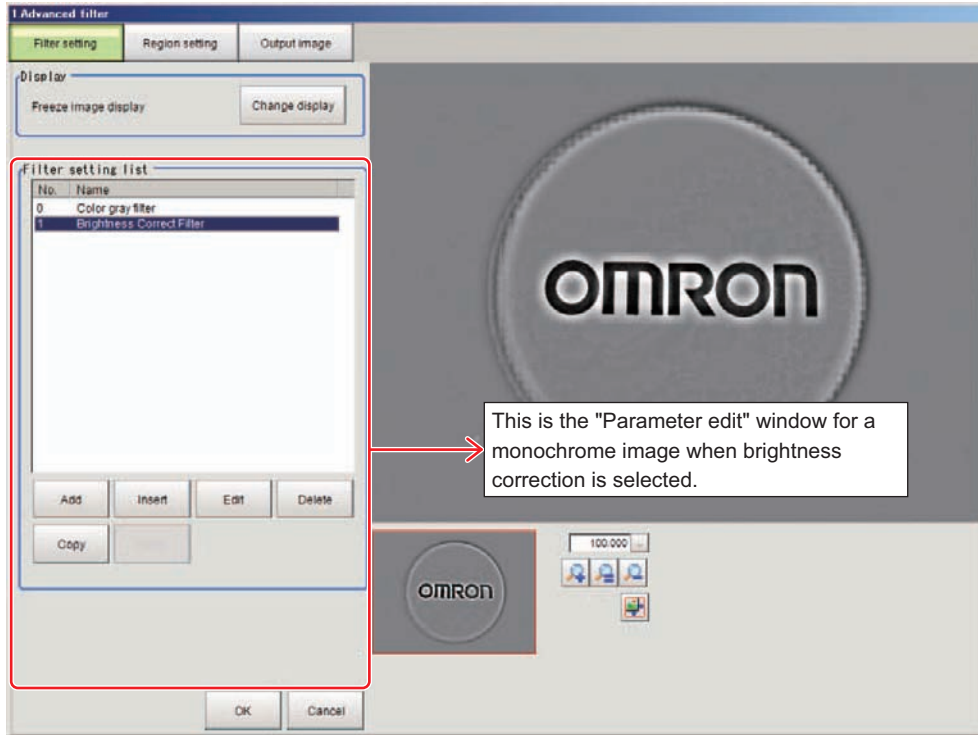 1.Advanced filter
Filter setting
Region setting
Output image
Display
Freeze image display
Change display
Filter setting list
No. Name
0 Color gray filter
1 Brightness Correct Filter
Add
Insert
Edit
Delete
Copy
OK
Cancel
OMRON
This is the "Parameter edit" window for a
monochrome image when brightness
correction is selected.
OMRON
100.000
...